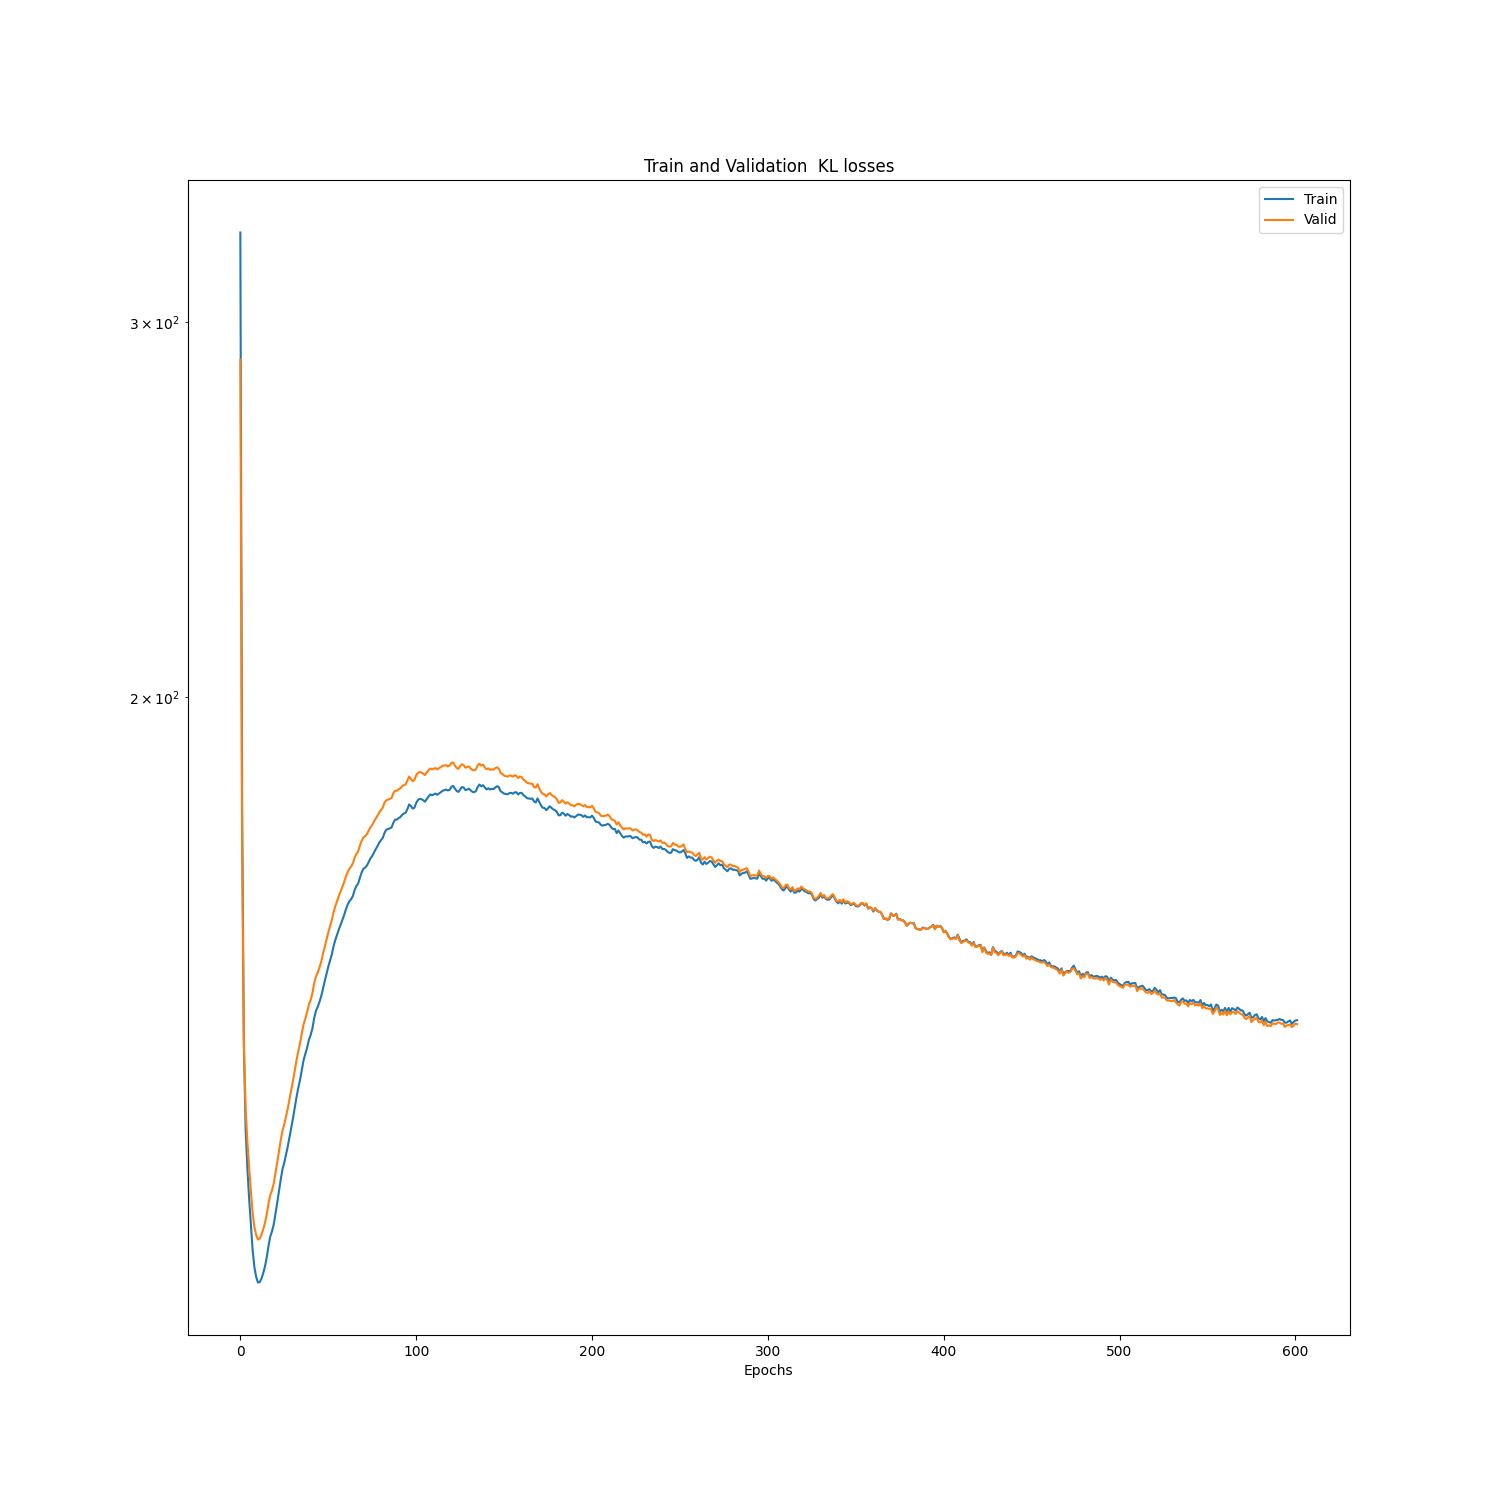 Train and Validation  KL losses
Train
Valid
3 × 10²
2 × 10²
0 100 200 300 400 500 600
Epochs